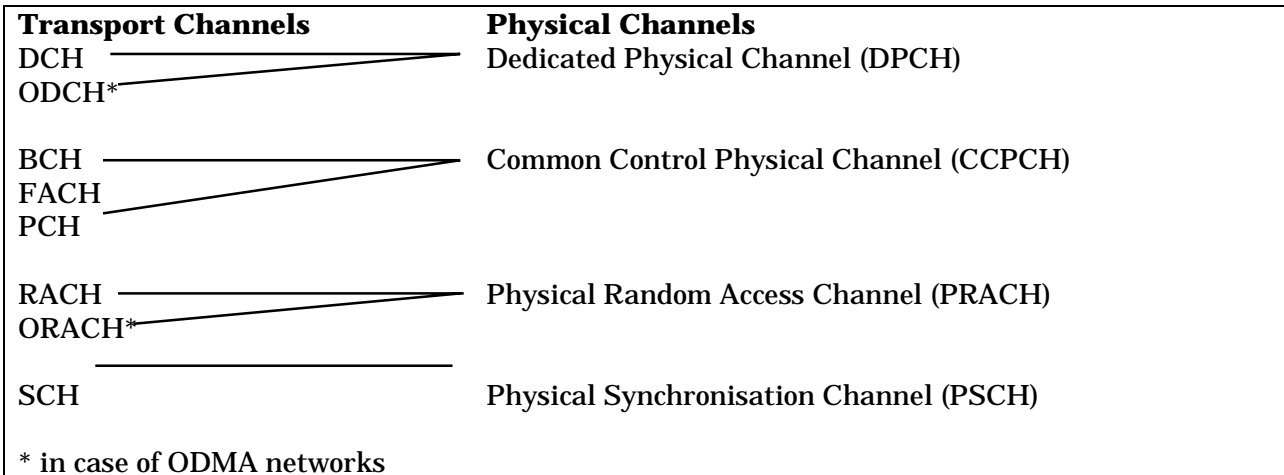 Transport Channels Physical Channels
DCH Dedicated Physical Channel (DPCH)
ODCH*
BCH Common Control Physical Channel (CCPCH)
FACH
PCH
RACH Physical Random Access Channel (PRACH)
ORACH*
SCH Physical Synchronisation Channel (PSCH)
* in case of ODMA networks